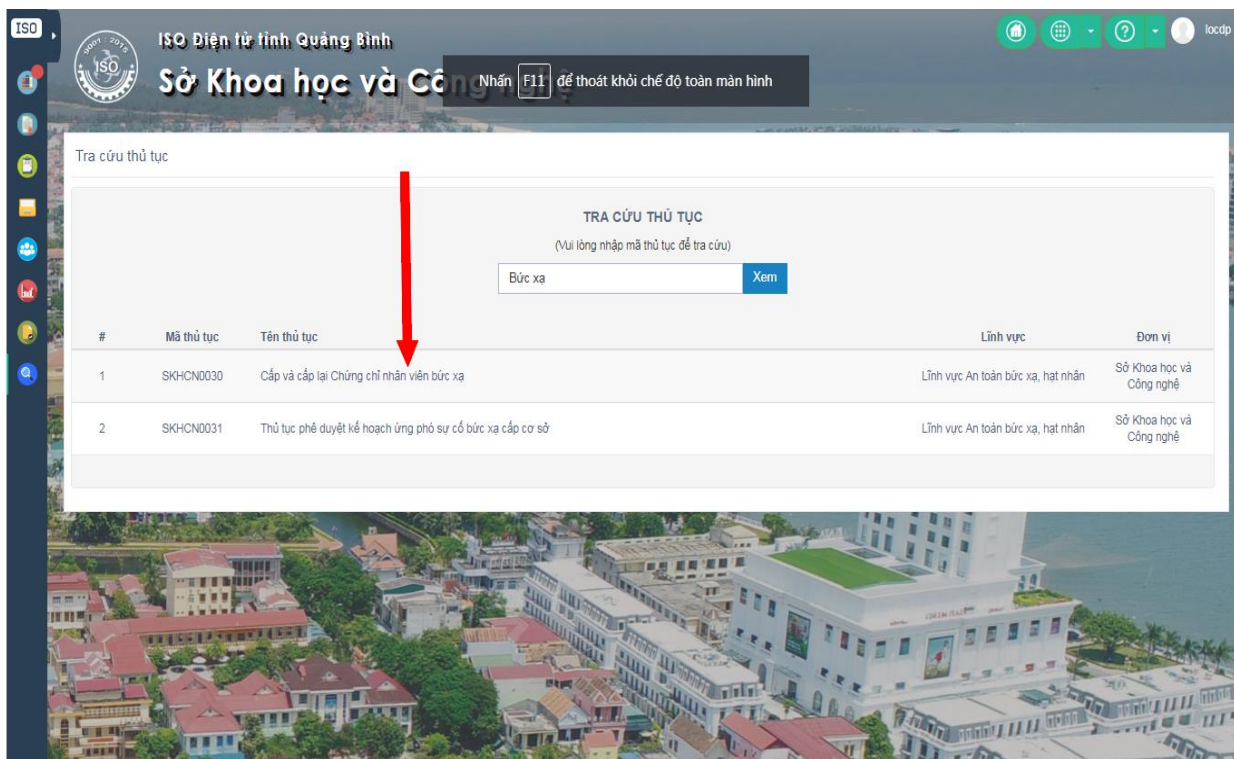 ISO
9001 : 2015
ISO
ISO Điện tử tỉnh Quảng Bình
Sở Khoa học và Công nghệ
Nhấn F11 để thoát khỏi chế độ toàn màn hình
locdp
Tra cứu thủ tục
TRA CỨU THỦ TỤC
(Vui lòng nhập mã thủ tục để tra cứu)
Bức xạ
Xem
# Mã thủ tục Tên thủ tục Lĩnh vực Đơn vị
1 SKHCN0030 Cấp và cấp lại Chứng chỉ nhân viên bức xạ Lĩnh vực An toàn bức xạ, hạt nhân Sở Khoa học và
Công nghệ
2 SKHCN0031 Thủ tục phê duyệt kế hoạch ứng phó sự cố bức xạ cấp cơ sở Lĩnh vực An toàn bức xạ, hạt nhân Sở Khoa học và
Công nghệ